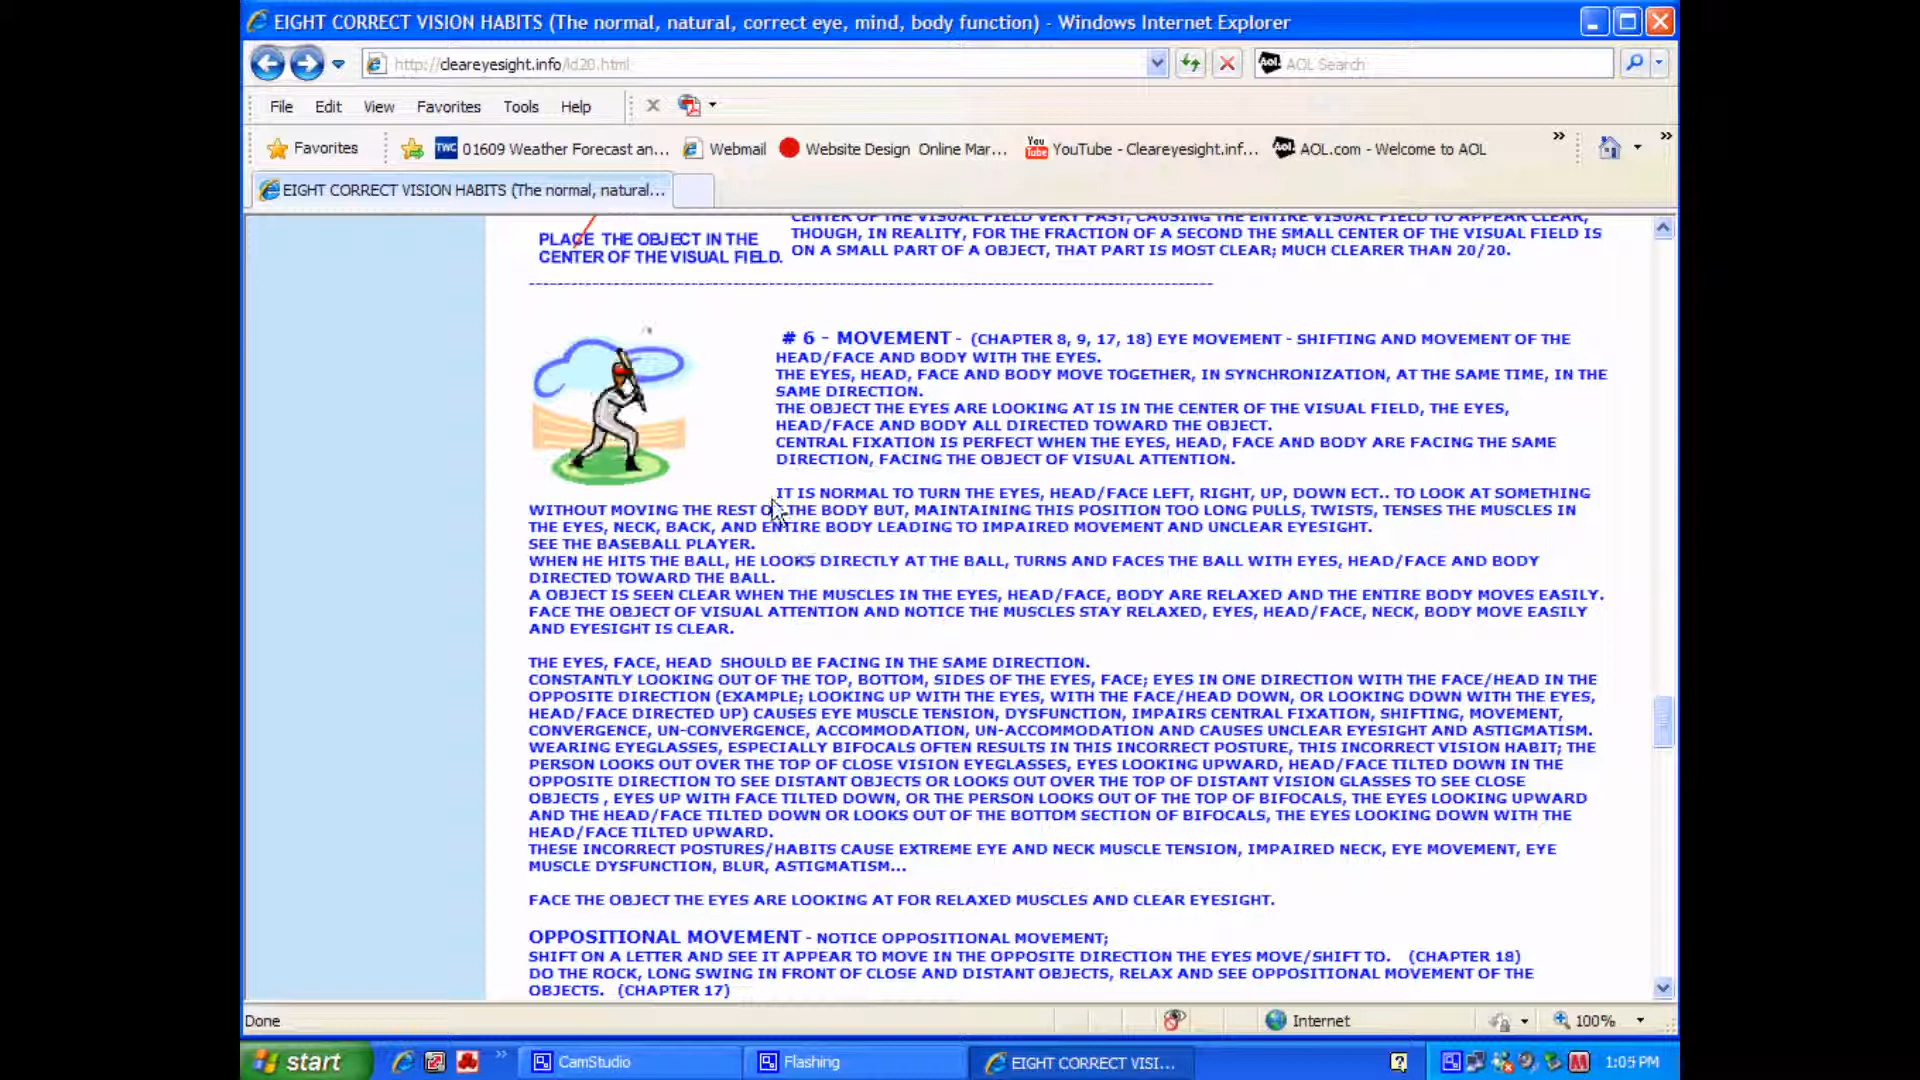 EIGHT CORRECT VISION HABITS (The normal, natural, correct eye, mind, body function) - Windows Internet Explorer
http://cleareyesight.info/id20.html
AOL Search
File Edit View Favorites Tools Help
Favorites
TWC 01609 Weather Forecast an...
Webmail
Website Design Online Mar...
YouTube - Cleareyesight.inf...
AOL.com - Welcome to AOL
EIGHT CORRECT VISION HABITS (The normal, natural...
CENTER OF THE VISUAL FIELD VERY FAST, CAUSING THE ENTIRE VISUAL FIELD TO APPEAR CLEAR,
THOUGH, IN REALITY, FOR THE FRACTION OF A SECOND THE SMALL CENTER OF THE VISUAL FIELD IS
ON A SMALL PART OF A OBJECT, THAT PART IS MOST CLEAR; MUCH CLEARER THAN 20/20.
PLACE THE OBJECT IN THE
CENTER OF THE VISUAL FIELD.
# 6 - MOVEMENT - (CHAPTER 8, 9, 17, 18) EYE MOVEMENT - SHIFTING AND MOVEMENT OF THE
HEAD/FACE AND BODY WITH THE EYES.
THE EYES, HEAD, FACE AND BODY MOVE TOGETHER, IN SYNCHRONIZATION, AT THE SAME TIME, IN THE
SAME DIRECTION.
THE OBJECT THE EYES ARE LOOKING AT IS IN THE CENTER OF THE VISUAL FIELD, THE EYES,
HEAD/FACE AND BODY ALL DIRECTED TOWARD THE OBJECT.
CENTRAL FIXATION IS PERFECT WHEN THE EYES, HEAD, FACE AND BODY ARE FACING THE SAME
DIRECTION, FACING THE OBJECT OF VISUAL ATTENTION.
IT IS NORMAL TO TURN THE EYES, HEAD/FACE LEFT, RIGHT, UP, DOWN ECT.. TO LOOK AT SOMETHING
WITHOUT MOVING THE REST OF THE BODY BUT, MAINTAINING THIS POSITION TOO LONG PULLS, TWISTS, TENSES THE MUSCLES IN
THE EYES, NECK, BACK, AND ENTIRE BODY LEADING TO IMPAIRED MOVEMENT AND UNCLEAR EYESIGHT.
SEE THE BASEBALL PLAYER.
WHEN HE HITS THE BALL, HE LOOKS DIRECTLY AT THE BALL, TURNS AND FACES THE BALL WITH EYES, HEAD/FACE AND BODY
DIRECTED TOWARD THE BALL.
A OBJECT IS SEEN CLEAR WHEN THE MUSCLES IN THE EYES, HEAD/FACE, BODY ARE RELAXED AND THE ENTIRE BODY MOVES EASILY.
FACE THE OBJECT OF VISUAL ATTENTION AND NOTICE THE MUSCLES STAY RELAXED, EYES, HEAD/FACE, NECK, BODY MOVE EASILY
AND EYESIGHT IS CLEAR.
THE EYES, FACE, HEAD SHOULD BE FACING IN THE SAME DIRECTION.
CONSTANTLY LOOKING OUT OF THE TOP, BOTTOM, SIDES OF THE EYES, FACE; EYES IN ONE DIRECTION WITH THE FACE/HEAD IN THE
OPPOSITE DIRECTION (EXAMPLE; LOOKING UP WITH THE EYES, WITH THE FACE/HEAD DOWN, OR LOOKING DOWN WITH THE EYES,
HEAD/FACE DIRECTED UP) CAUSES EYE MUSCLE TENSION, DYSFUNCTION, IMPAIRS CENTRAL FIXATION, SHIFTING, MOVEMENT,
CONVERGENCE, UN-CONVERGENCE, ACCOMMODATION, UN-ACCOMMODATION AND CAUSES UNCLEAR EYESIGHT AND ASTIGMATISM.
WEARING EYEGLASSES, ESPECIALLY BIFOCALS OFTEN RESULTS IN THIS INCORRECT POSTURE, THIS INCORRECT VISION HABIT; THE
PERSON LOOKS OUT OVER THE TOP OF CLOSE VISION EYEGLASSES, EYES LOOKING UPWARD, HEAD/FACE TILTED DOWN IN THE
OPPOSITE DIRECTION TO SEE DISTANT OBJECTS OR LOOKS OUT OVER THE TOP OF DISTANT VISION GLASSES TO SEE CLOSE
OBJECTS , EYES UP WITH FACE TILTED DOWN, OR THE PERSON LOOKS OUT OF THE TOP OF BIFOCALS, THE EYES LOOKING UPWARD
AND THE HEAD/FACE TILTED DOWN OR LOOKS OUT OF THE BOTTOM SECTION OF BIFOCALS, THE EYES LOOKING DOWN WITH THE
HEAD/FACE TILTED UPWARD.
THESE INCORRECT POSTURES/HABITS CAUSE EXTREME EYE AND NECK MUSCLE TENSION, IMPAIRED NECK, EYE MOVEMENT, EYE
MUSCLE DYSFUNCTION, BLUR, ASTIGMATISM...
FACE THE OBJECT THE EYES ARE LOOKING AT FOR RELAXED MUSCLES AND CLEAR EYESIGHT.
OPPOSITIONAL MOVEMENT - NOTICE OPPOSITIONAL MOVEMENT;
SHIFT ON A LETTER AND SEE IT APPEAR TO MOVE IN THE OPPOSITE DIRECTION THE EYES MOVE/SHIFT TO. (CHAPTER 18)
DO THE ROCK, LONG SWING IN FRONT OF CLOSE AND DISTANT OBJECTS, RELAX AND SEE OPPOSITIONAL MOVEMENT OF THE
OBJECTS. (CHAPTER 17)
Done
Internet
100%
start
CamStudio
Flashing
EIGHT CORRECT VISI...
1:05 PM